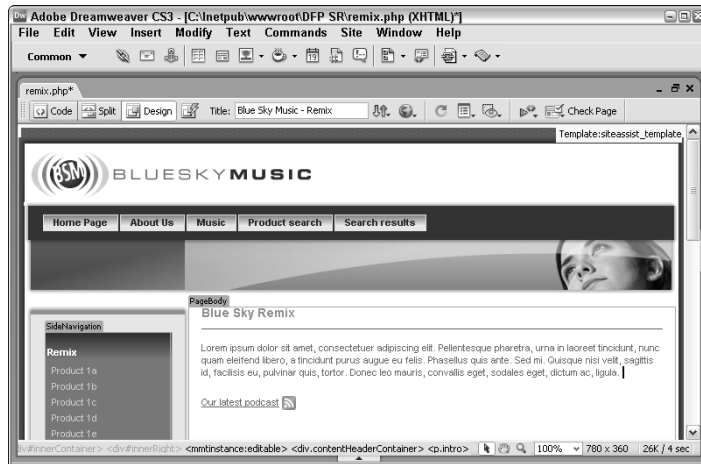 Dw Adobe Dreamweaver CS3 - [C:\Inetpub\wwwroot\DFP SR\remix.php (XHTML)*]
File Edit View Insert Modify Text Commands Site Window Help
Common
19
remix.php*
Code Split Design Title: Blue Sky Music - Remix Check Page
Template:siteassist_template
BSM BLUESKYMUSIC
Home Page About Us Music Product search Search results
PageBody
Blue Sky Remix
SideNavigation
Remix
Product 1a
Product 1b
Product 1c
Product 1d
Product 1e
Lorem ipsum dolor sit amet, consectetuer adipiscing elit. Pellentesque pharetra, urna in laoreet tincidunt, nunc
quam eleifend libero, a tincidunt purus augue eu felis. Phasellus quis ante. Sed mi. Quisque nisi velit, sagittis
id, facilisis eu, pulvinar quis, tortor. Donec leo mauris, convallis eget, sodales eget, dictum ac, ligula.
Our latest podcast
iv#innerContainer> <div#innerRight> <mmtinstance:editable> <div.contentHeaderContainer> <p.intro> 100% 780 x 360 26K / 4 sec